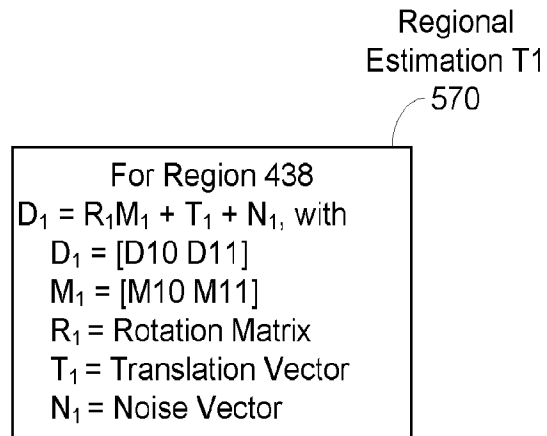 Regional
Estimation T1
570
For Region 438
D₁ = R₁M₁ + T₁ + N₁, with
D₁ = [D10 D11]
M₁ = [M10 M11]
R₁ = Rotation Matrix
T₁ = Translation Vector
N₁ = Noise Vector